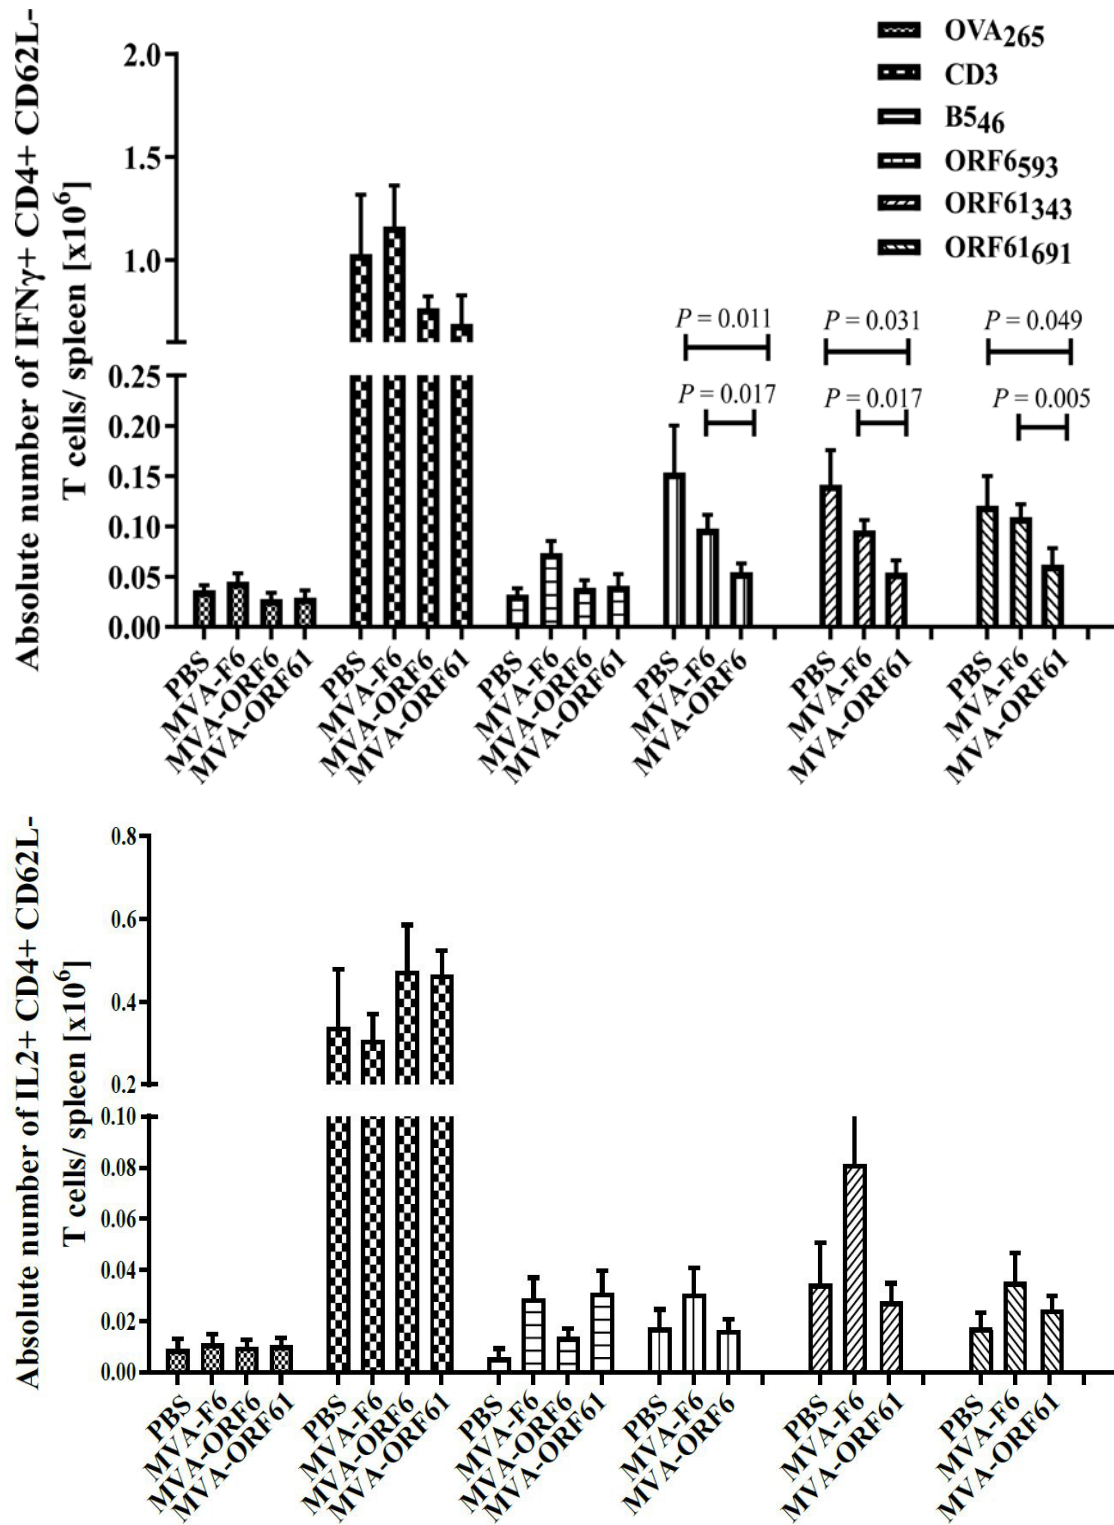 Absolute number of IFNγ+ CD4+ CD62L-
T cells/ spleen [x10⁶]
2.0
1.5
1.0
0.25
0.20
0.15
0.10
0.05
0.00
OVA265
CD3
B546
ORF6593
ORF61343
ORF61691
P = 0.011
P = 0.031
P = 0.049
P = 0.017
P = 0.017
P = 0.005
PBS
MVA-F6
MVA-ORF6
MVA-ORF61
PBS
MVA-F6
MVA-ORF6
MVA-ORF61
PBS
MVA-F6
MVA-ORF6
MVA-ORF61
PBS
MVA-F6
MVA-ORF6
PBS
MVA-F6
MVA-ORF61
PBS
MVA-F6
MVA-ORF61
Absolute number of IL2+ CD4+ CD62L-
T cells/ spleen [x10⁶]
0.8
0.6
0.4
0.2
0.10
0.08
0.06
0.04
0.02
0.00
PBS
MVA-F6
MVA-ORF6
MVA-ORF61
PBS
MVA-F6
MVA-ORF6
MVA-ORF61
PBS
MVA-F6
MVA-ORF6
MVA-ORF61
PBS
MVA-F6
MVA-ORF6
PBS
MVA-F6
MVA-ORF61
PBS
MVA-F6
MVA-ORF61